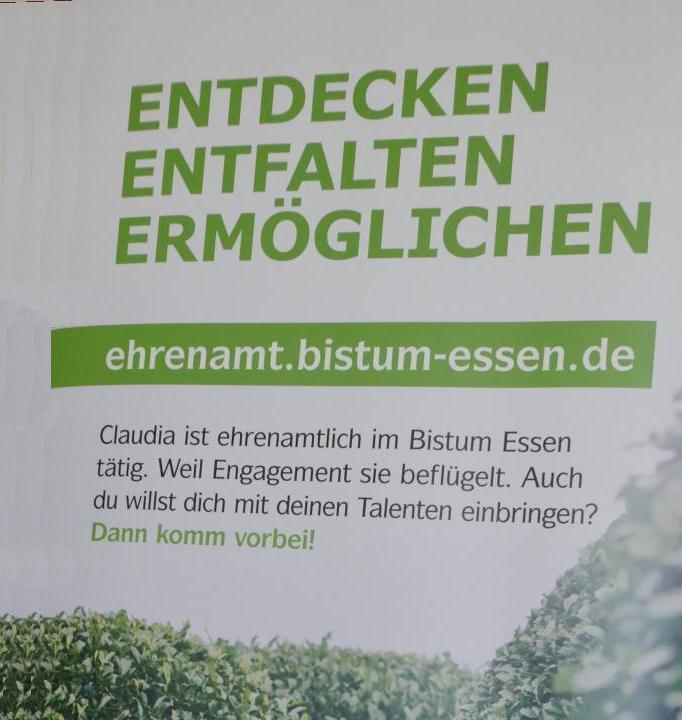 ENTDECKEN
ENTFALTEN
ERMÖGLICHEN
ehrenamt.bistum-essen.de
Claudia ist ehrenamtlich im Bistum Essen
tätig. Weil Engagement sie beflügelt. Auch
du willst dich mit deinen Talenten einbringen?
Dann komm vorbei!